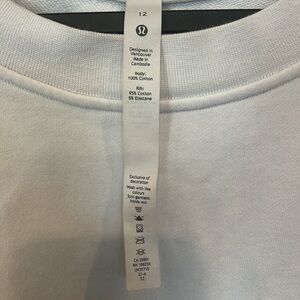 12
Designed in
Vancouver
Made in
Cambodia
Body:
100% Cotton
Rib:
95% Cotton
5% Elastane
Exclusive of
decoration
Wash with like
colours
Turn garment
inside out
12